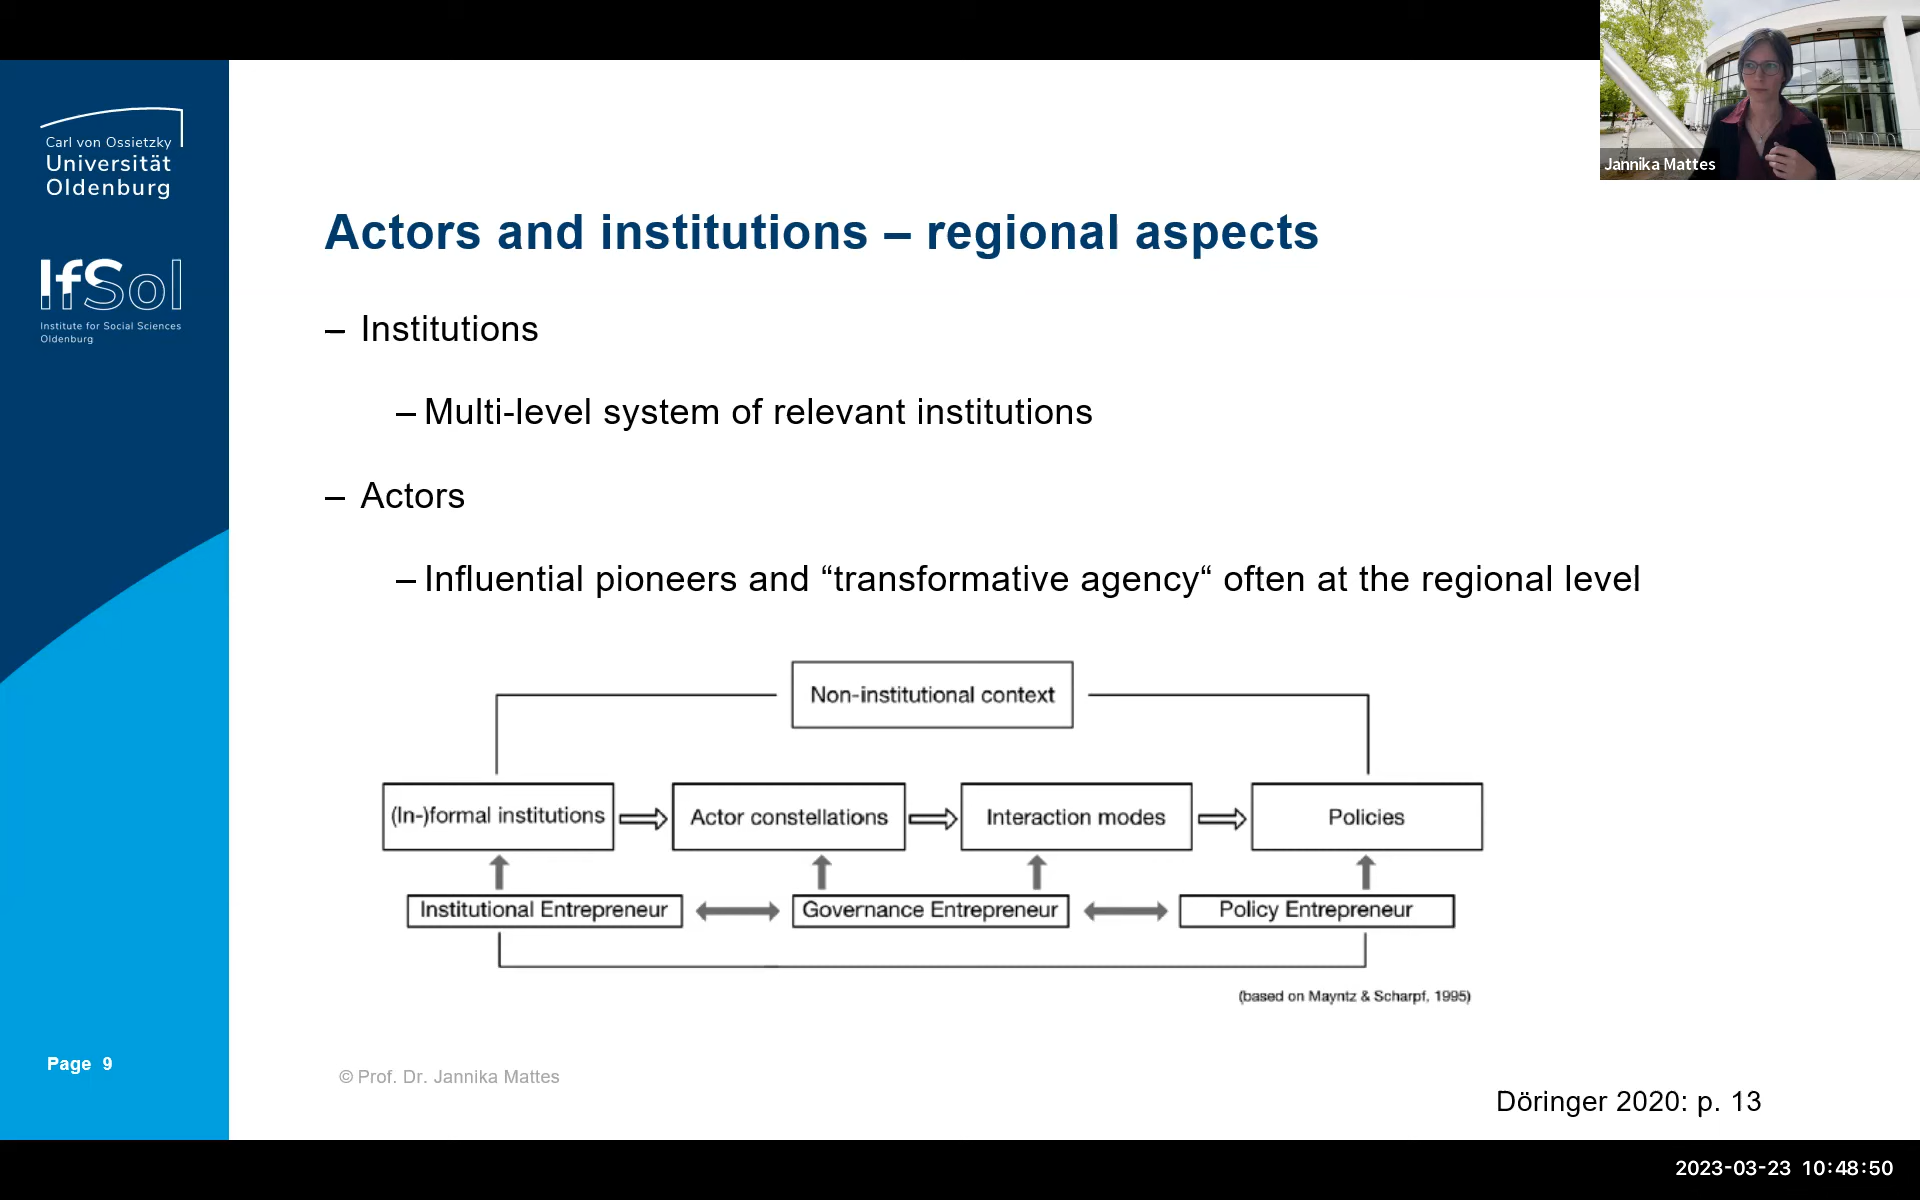 Jannika Mattes
Carl von Ossietzky
Universität
Oldenburg
IfSol
Institute for Social Sciences
Oldenburg
Actors and institutions – regional aspects
– Institutions
– Multi-level system of relevant institutions
– Actors
– Influential pioneers and “transformative agency“ often at the regional level
Non-institutional context
(In-)formal institutions
Actor constellations
Interaction modes
Policies
Institutional Entrepreneur
Governance Entrepreneur
Policy Entrepreneur
(based on Mayntz & Scharpf, 1995)
Page 9
© Prof. Dr. Jannika Mattes
Döringer 2020: p. 13
2023-03-23 10:48:50